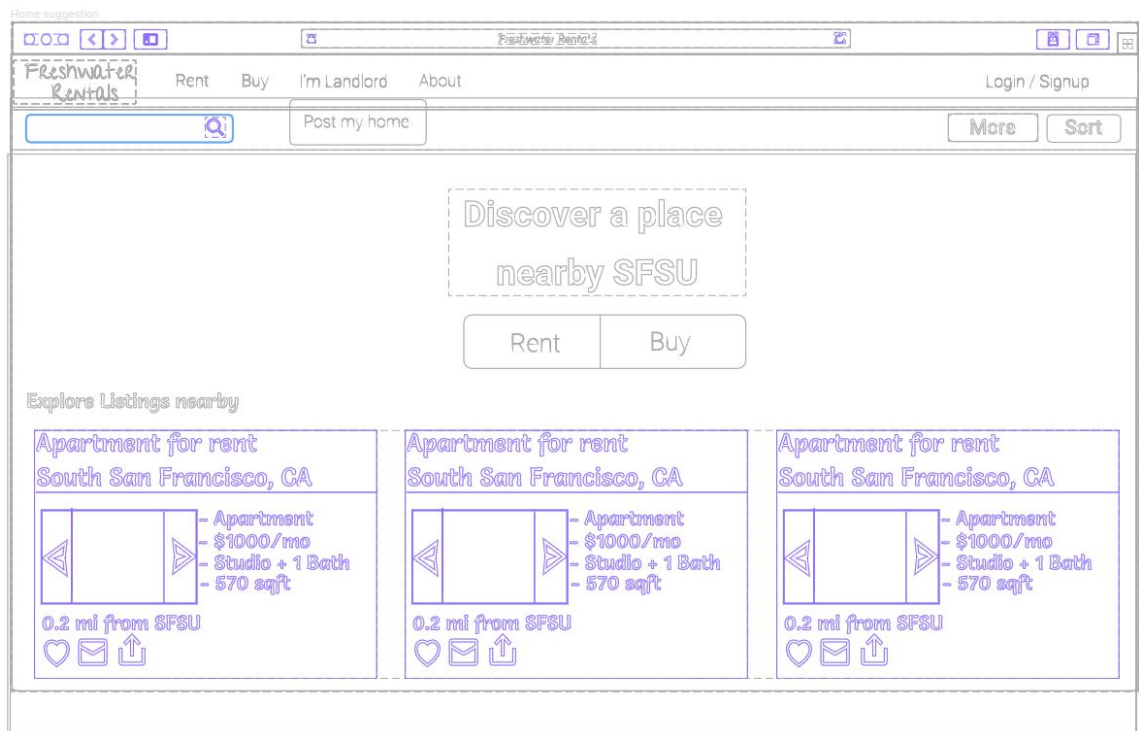 Home suggestion
Freshwater Rentals
Freshwater
Rentals
Rent Buy I'm Landlord About Login / Signup
Post my home
More Sort
Discover a place
nearby SFSU
Rent Buy
Explore Listings nearby
Apartment for rent
South San Francisco, CA
- Apartment
- $1000/mo
- Studio + 1 Bath
- 570 sqft
0.2 mi from SFSU
Apartment for rent
South San Francisco, CA
- Apartment
- $1000/mo
- Studio + 1 Bath
- 570 sqft
0.2 mi from SFSU
Apartment for rent
South San Francisco, CA
- Apartment
- $1000/mo
- Studio + 1 Bath
- 570 sqft
0.2 mi from SFSU